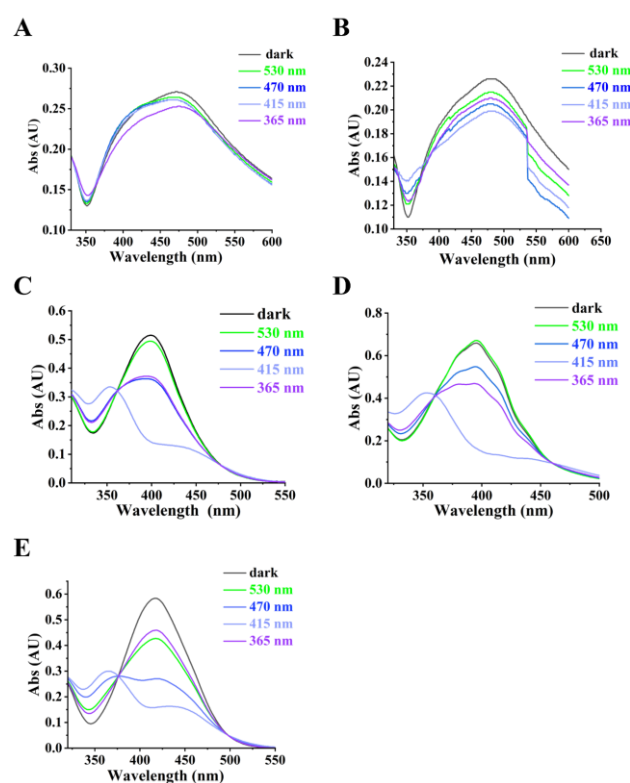 A
dark
530 nm
470 nm
415 nm
365 nm
Abs (AU)
0.30
0.25
0.20
0.15
0.10
350 400 450 500 550 600
Wavelength (nm)
B
dark
530 nm
470 nm
415 nm
365 nm
Abs (AU)
0.24
0.22
0.20
0.18
0.16
0.14
0.12
0.10
350 400 450 500 550 600 650
Wavelength (nm)
C
dark
530 nm
470 nm
415 nm
365 nm
Abs (AU)
0.6
0.5
0.4
0.3
0.2
0.1
0.0
350 400 450 500 550
Wavelength (nm)
D
dark
530 nm
470 nm
415 nm
365 nm
Abs (AU)
0.8
0.6
0.4
0.2
0.0
350 400 450 500
Wavelength (nm)
E
dark
530 nm
470 nm
415 nm
365 nm
Abs (AU)
0.7
0.6
0.5
0.4
0.3
0.2
0.1
0.0
350 400 450 500 550
Wavelength (nm)